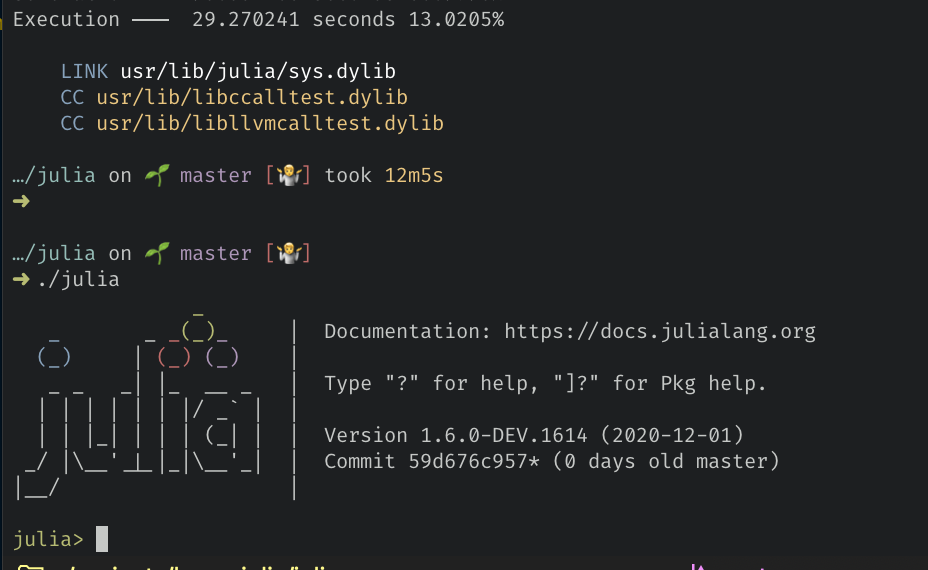 Execution ─── 29.270241 seconds 13.0205%
LINK usr/lib/julia/sys.dylib
CC usr/lib/libccalltest.dylib
CC usr/lib/libllvmcalltest.dylib
…/julia on 🌱 master [🤷] took 12m5s
➜
…/julia on 🌱 master [🤷]
➜ ./julia
Documentation: https://docs.julialang.org
Type "?" for help, "]?" for Pkg help.
Version 1.6.0-DEV.1614 (2020-12-01)
Commit 59d676c957* (0 days old master)
julia>